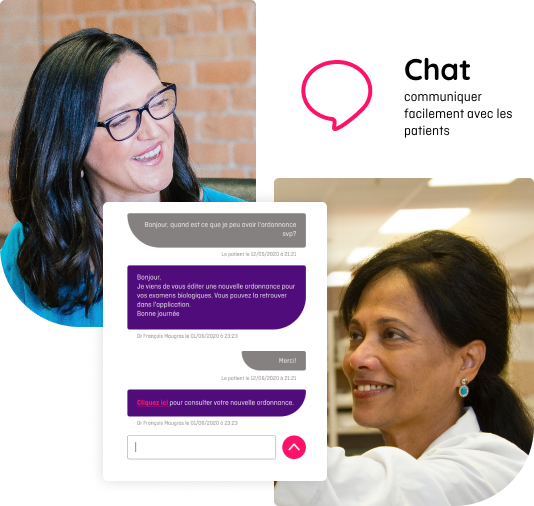 Chat
communiquer
facilement avec les
patients
Bonjour, quand est ce que je peu avoir l'ordonnance
svp?
Le patient le 12/06/2020 à 21:21
Bonjour,
Je viens de vous éditer une nouvelle ordonnance pour
vos examens biologiques. Vous pouvez la retrouver
dans l'application.
Bonne journée
Dr François Maugras le 01/06/2020 à 23:23
Merci!
Le patient le 12/06/2020 à 21:21
Cliquez ici pour consulter votre nouvelle ordonnance.
Dr François Maugras le 01/06/2020 à 23:23